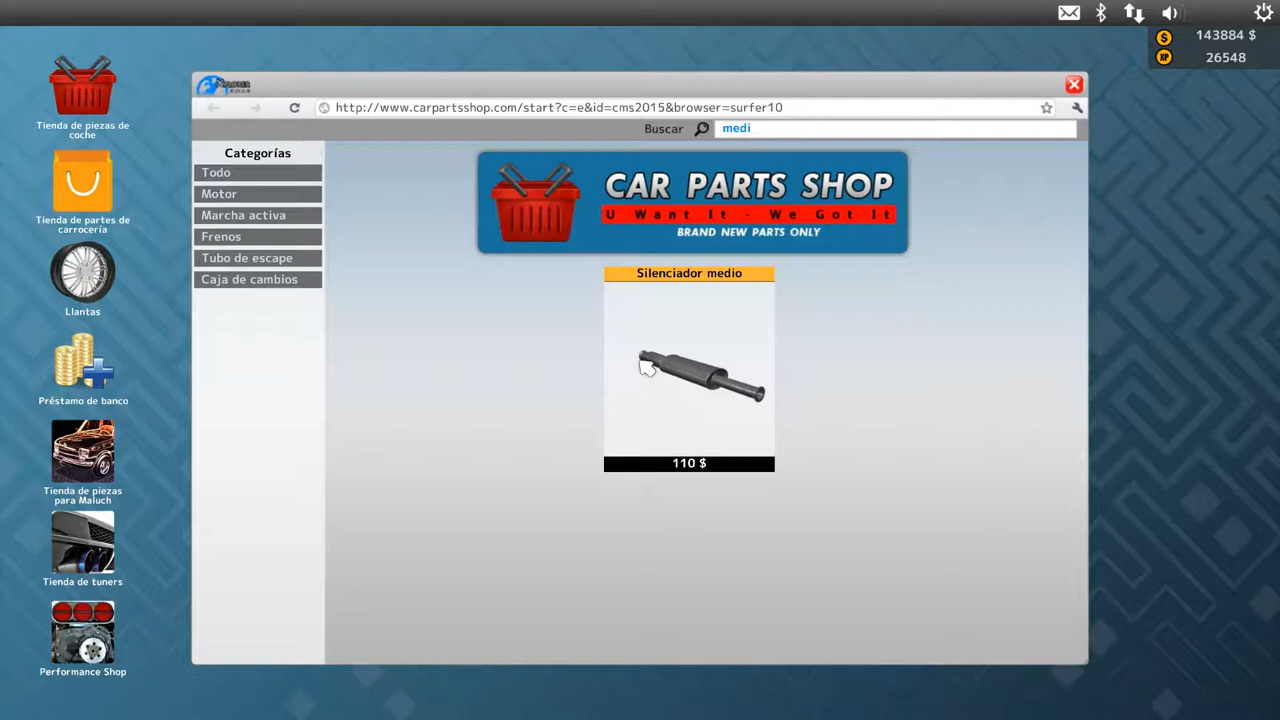 143884 $
26548
Tienda de piezas de
coche
Tienda de partes de
carrocería
Llantas
Préstamo de banco
Tienda de piezas
para Maluch
Tienda de tuners
Performance Shop
http://www.carpartsshop.com/start?c=e&id=cms2015&browser=surfer10
Buscar
medi
Categorías
Todo
Motor
Marcha activa
Frenos
Tubo de escape
Caja de cambios
CAR PARTS SHOP
U Want It - We Got It
BRAND NEW PARTS ONLY
Silenciador medio
110 $